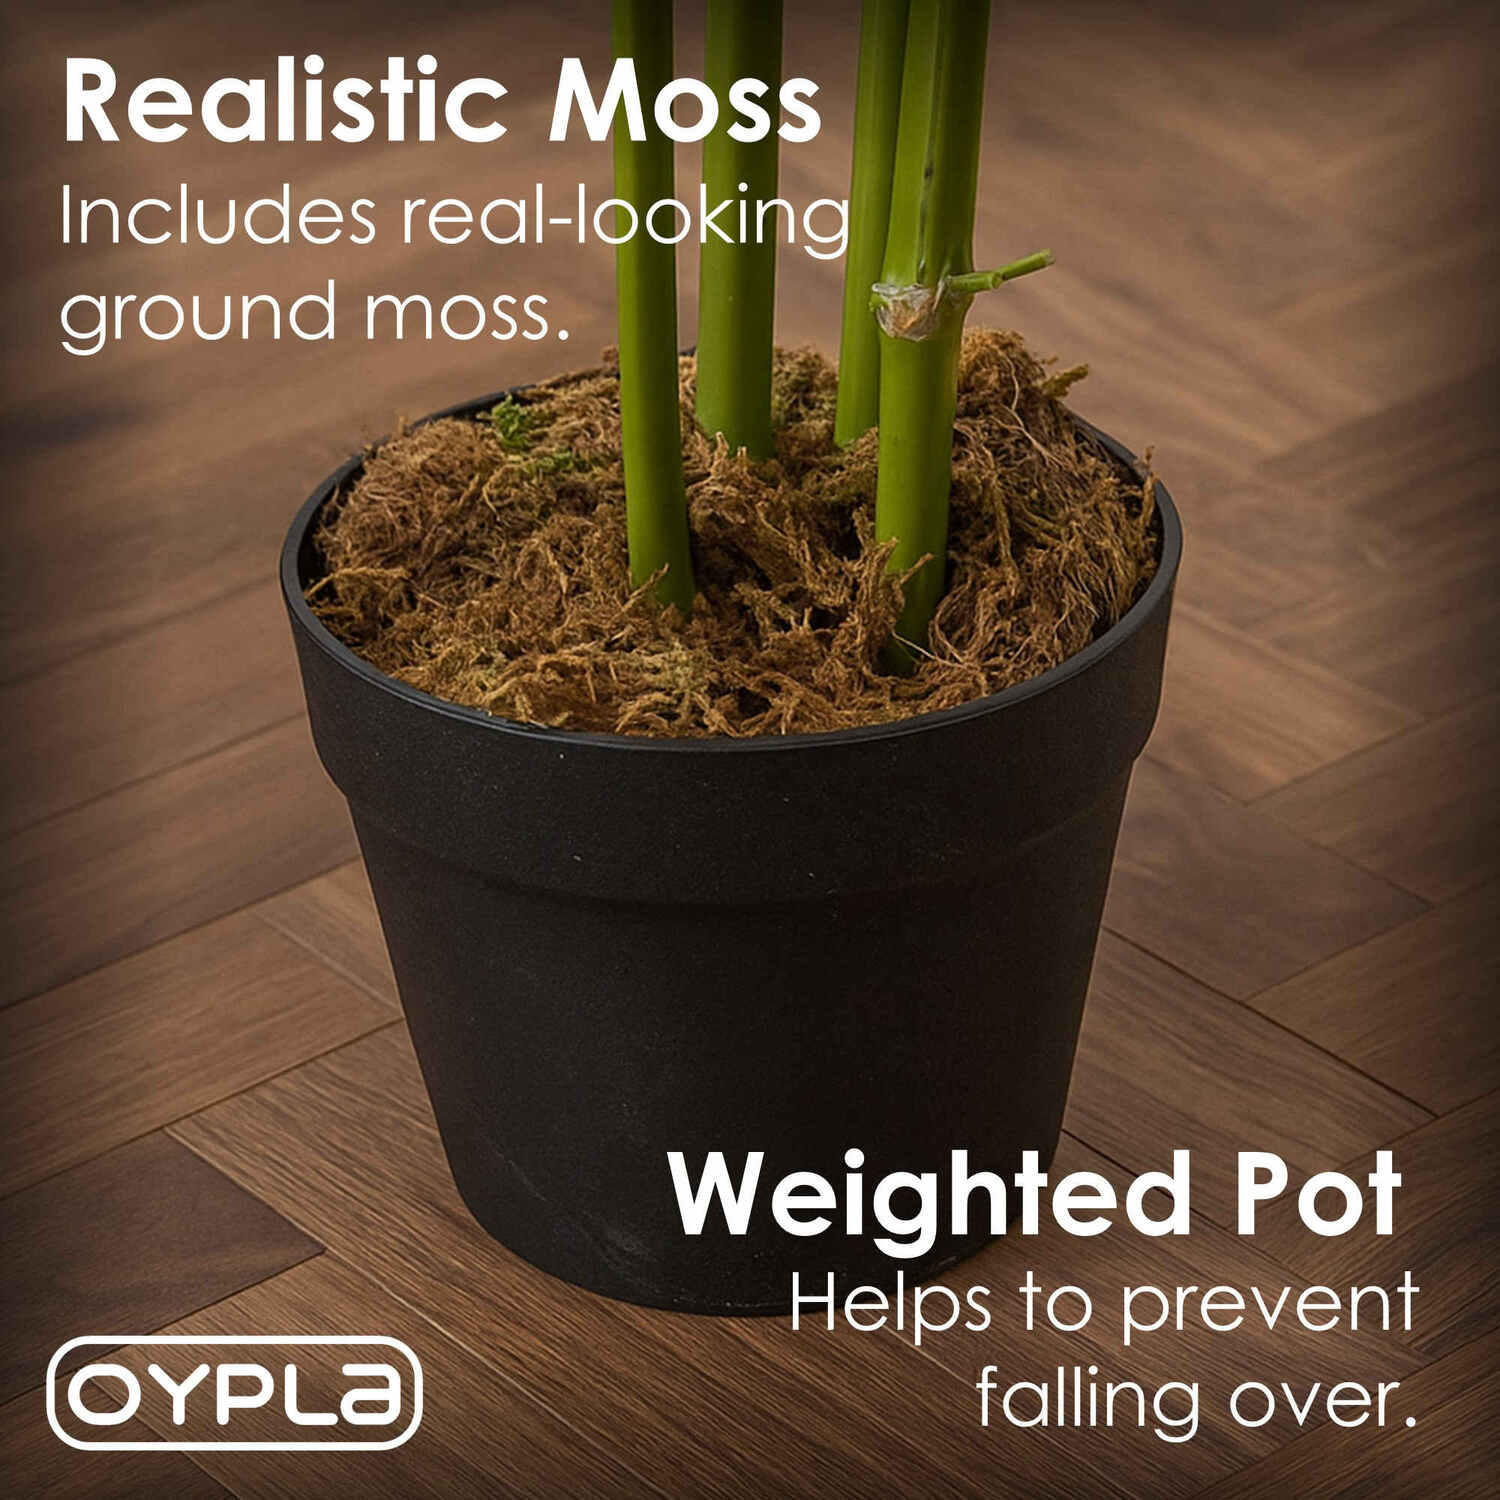 Realistic Moss
Includes real-looking
ground moss.
Weighted Pot
Helps to prevent
falling over.
OYPLA